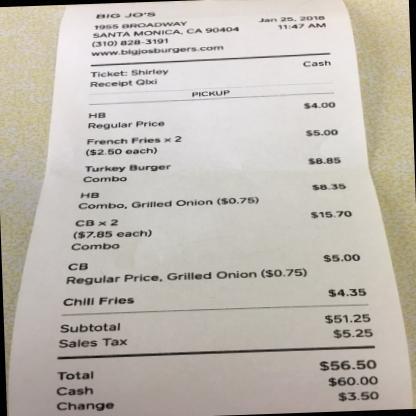 BIG JO'S
1955 BROADWAY
SANTA MONICA, CA 90404
(310) 828-3191
www.bigjosburgers.com
Jan 25, 2018
11:47 AM
Ticket: Shirley
Cash
Receipt Qlxi
PICKUP
HB $4.00
Regular Price
French Fries x 2 $5.00
($2.50 each)
Turkey Burger $8.85
Combo
HB $8.35
Combo, Grilled Onion ($0.75)
CB x 2 $15.70
($7.85 each)
Combo
CB $5.00
Regular Price, Grilled Onion ($0.75)
Chili Fries $4.35
Subtotal $51.25
Sales Tax $5.25
Total $56.50
Cash $60.00
Change $3.50